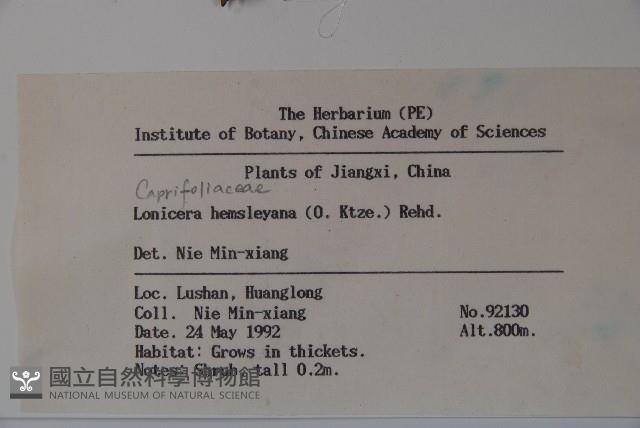 The Herbarium (PE)
Institute of Botany, Chinese Academy of Sciences
Plants of Jiangxi, China
Caprifoliaceae
Lonicera hemsleyana (O. Ktze.) Rehd.
Det. Nie Min-xiang
Loc. Lushan, Huanglong
Coll. Nie Min-xiang No.92130
Date. 24 May 1992 Alt.800m.
Habitat: Grows in thickets.
Notes: Shrub, tall 0.2m.
國立自然科學博物館
NATIONAL MUSEUM OF NATURAL SCIENCE